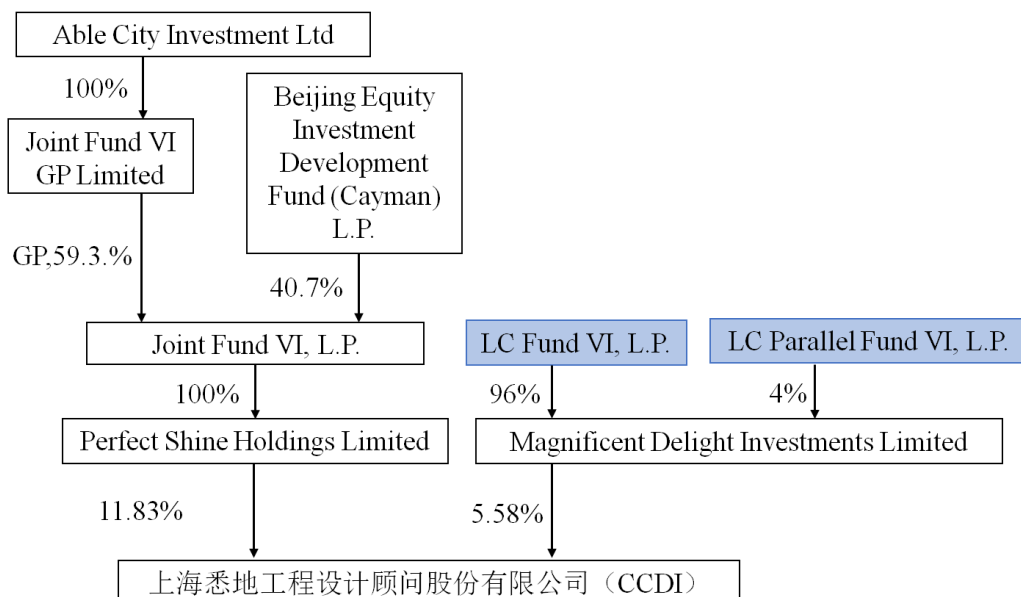 Able City Investment Ltd
100%
Beijing Equity
Investment
Development
Fund (Cayman)
L.P.
Joint Fund VI
GP Limited
GP,59.3.%
40.7%
Joint Fund VI, L.P.
LC Fund VI, L.P.
LC Parallel Fund VI, L.P.
100%
96%
4%
Perfect Shine Holdings Limited
Magnificent Delight Investments Limited
11.83%
5.58%
上海悉地工程设计顾问股份有限公司（CCDI）